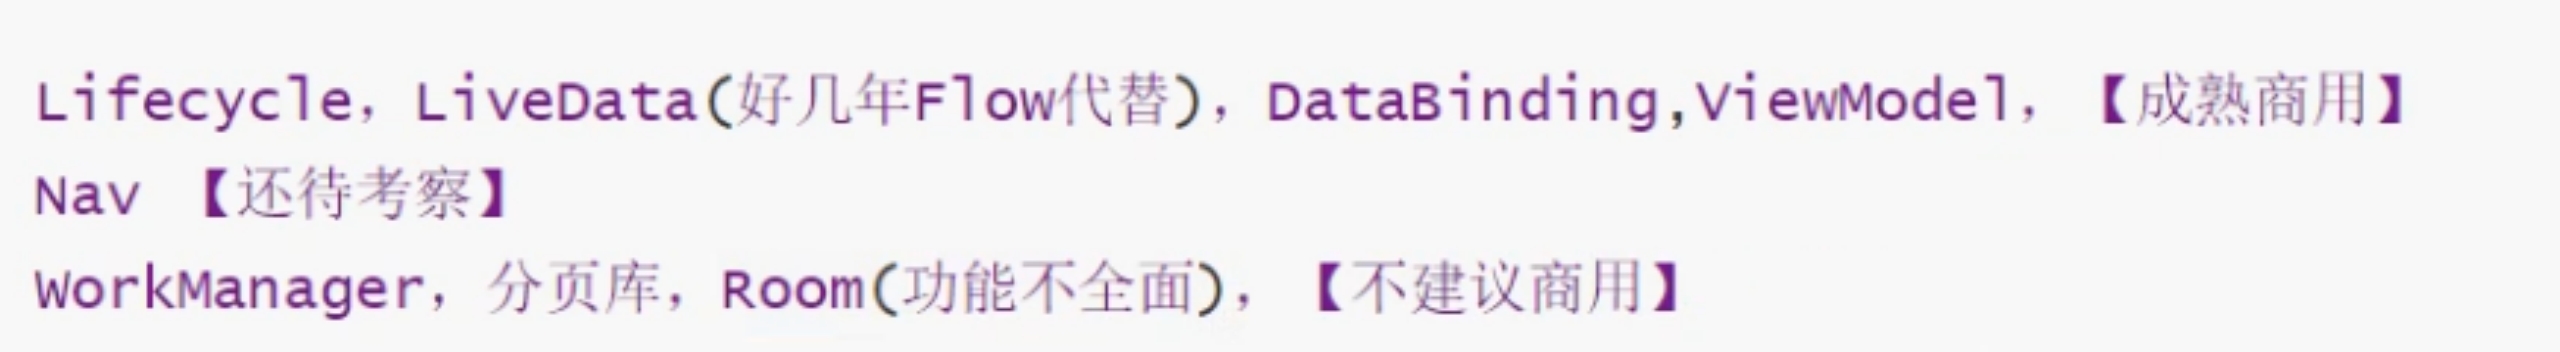 Lifecycle，LiveData(好几年Flow代替)，DataBinding,ViewModel，【成熟商用】
Nav 【还待考察】
WorkManager，分页库，Room(功能不全面)，【不建议商用】